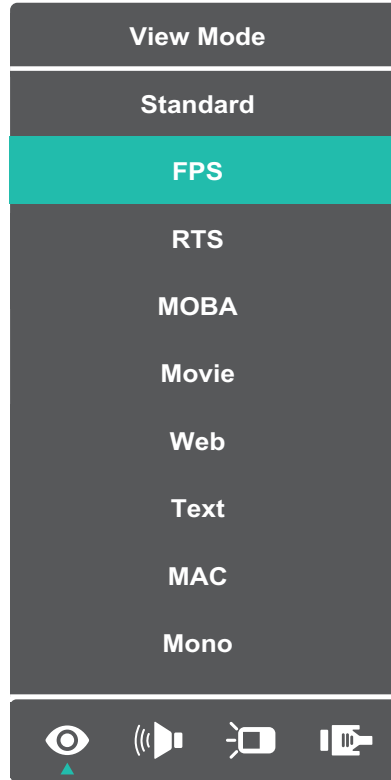 View Mode
Standard
FPS
RTS
MOBA
Movie
Web
Text
MAC
Mono